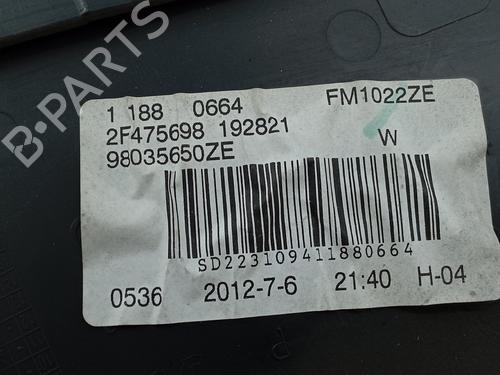 1 188 0664 FM1022ZE
2F475698 192821
98035650ZE W
SD223109411880664
0536 2012-7-6 21:40 H-04
B-PARTS